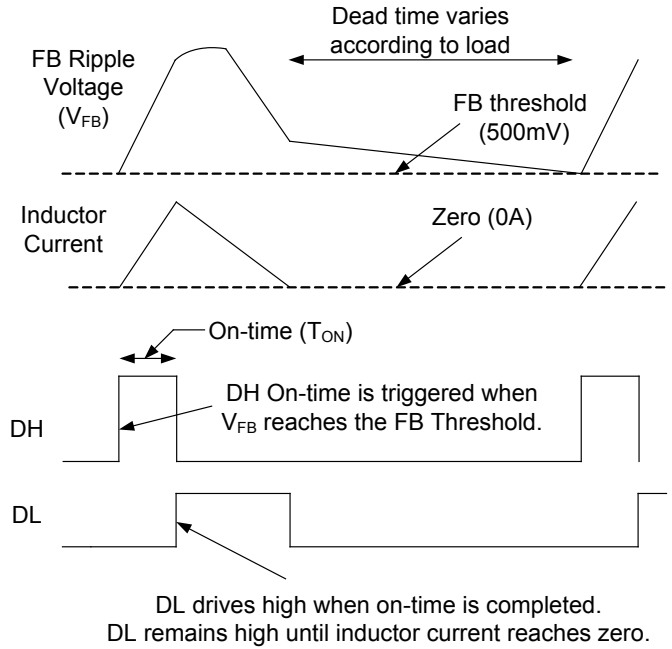 Dead time varies
according to load
FB Ripple
Voltage
(VFB)
FB threshold
(500mV)
Inductor
Current
Zero (0A)
On-time (TON)
DH On-time is triggered when
VFB reaches the FB Threshold.
DH
DL
DL drives high when on-time is completed.
DL remains high until inductor current reaches zero.